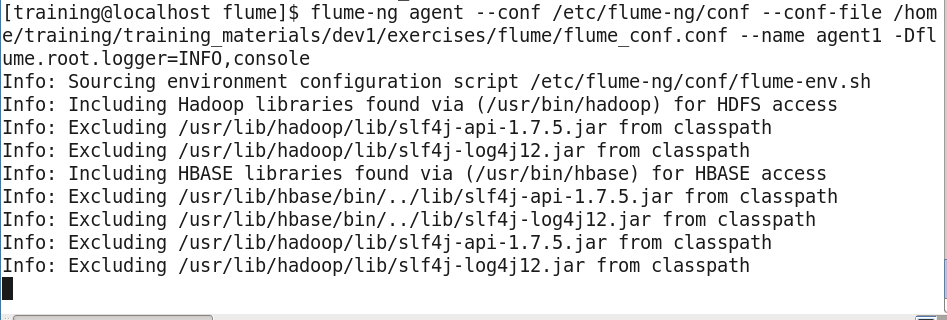 [training@localhost flume]$ flume-ng agent --conf /etc/flume-ng/conf --conf-file /hom
e/training/training_materials/dev1/exercises/flume/flume_conf.conf --name agent1 -Dfl
ume.root.logger=INFO,console
Info: Sourcing environment configuration script /etc/flume-ng/conf/flume-env.sh
Info: Including Hadoop libraries found via (/usr/bin/hadoop) for HDFS access
Info: Excluding /usr/lib/hadoop/lib/slf4j-api-1.7.5.jar from classpath
Info: Excluding /usr/lib/hadoop/lib/slf4j-log4j12.jar from classpath
Info: Including HBASE libraries found via (/usr/bin/hbase) for HBASE access
Info: Excluding /usr/lib/hbase/bin/../lib/slf4j-api-1.7.5.jar from classpath
Info: Excluding /usr/lib/hbase/bin/../lib/slf4j-log4j12.jar from classpath
Info: Excluding /usr/lib/hadoop/lib/slf4j-api-1.7.5.jar from classpath
Info: Excluding /usr/lib/hadoop/lib/slf4j-log4j12.jar from classpath